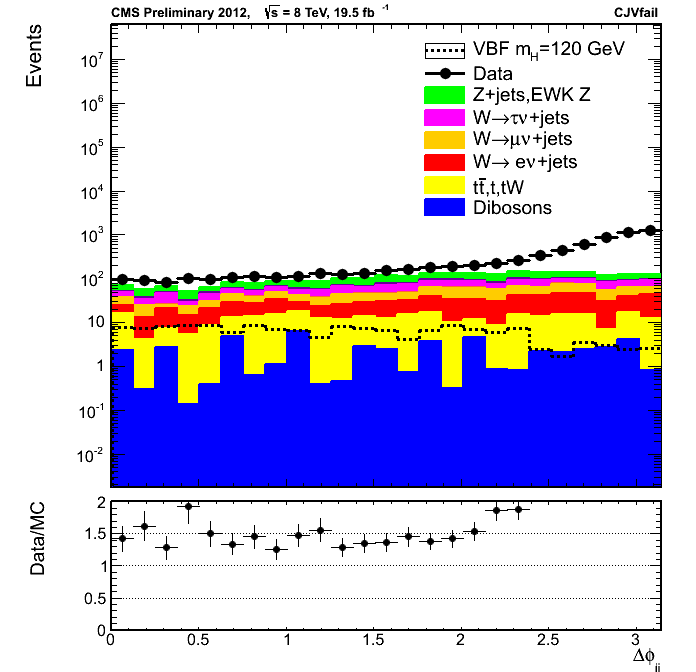 CMS Preliminary 2012, √s = 8 TeV, 19.5 fb⁻¹ CJVfail
Events
10⁷
10⁶
10⁵
10⁴
10³
10²
10
1
10⁻¹
10⁻²
VBF m_H=120 GeV
Data
Z+jets,EWK Z
W→τν+jets
W→μν+jets
W→ eν+jets
tt̄,t,tW
Dibosons
Data/MC
2
1.5
1
0.5
0
0 0.5 1 1.5 2 2.5 3
Δϕ_jj